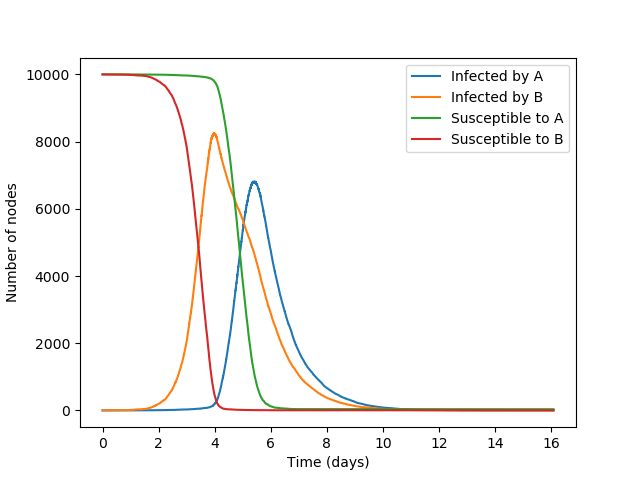 10000
8000
6000
4000
2000
0
Number of nodes
Infected by A
Infected by B
Susceptible to A
Susceptible to B
0 2 4 6 8 10 12 14 16
Time (days)